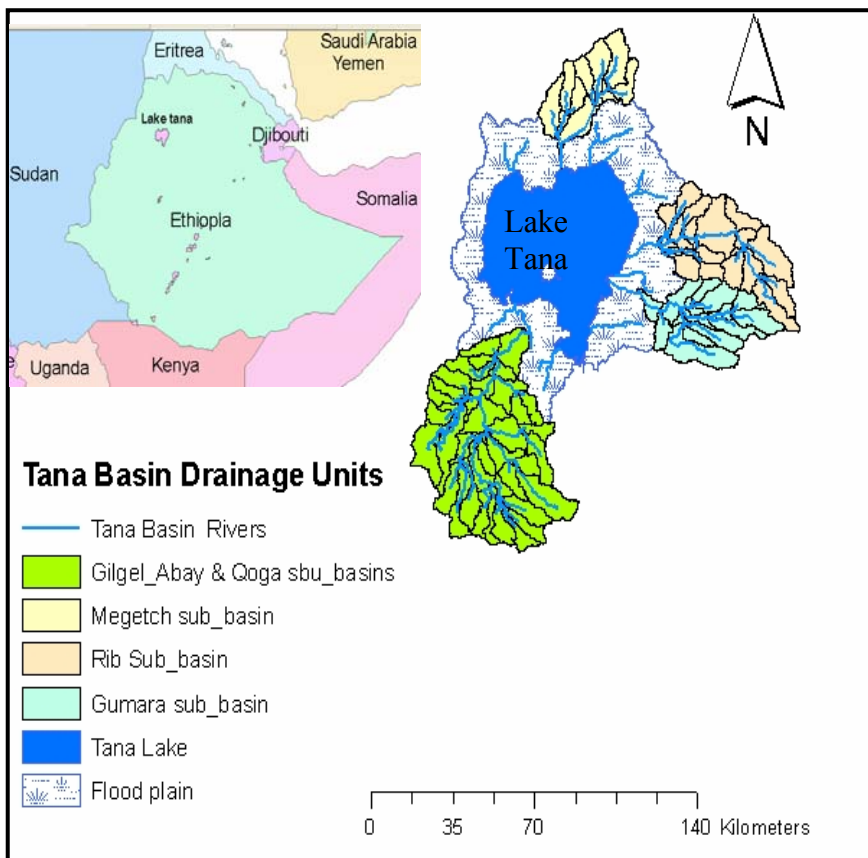 Eritrea
Saudi Arabia
Yemen
Lake tana
Djibouti
Sudan
Somalia
Ethiopia
Uganda
Kenya
e
N
Lake
Tana
Tana Basin Drainage Units
Tana Basin Rivers
Gilgel_Abay & Qoga sbu_basins
Megetch sub_basin
Rib Sub_basin
Gumara sub_basin
Tana Lake
Flood plain
0 35 70 140 Kilometers